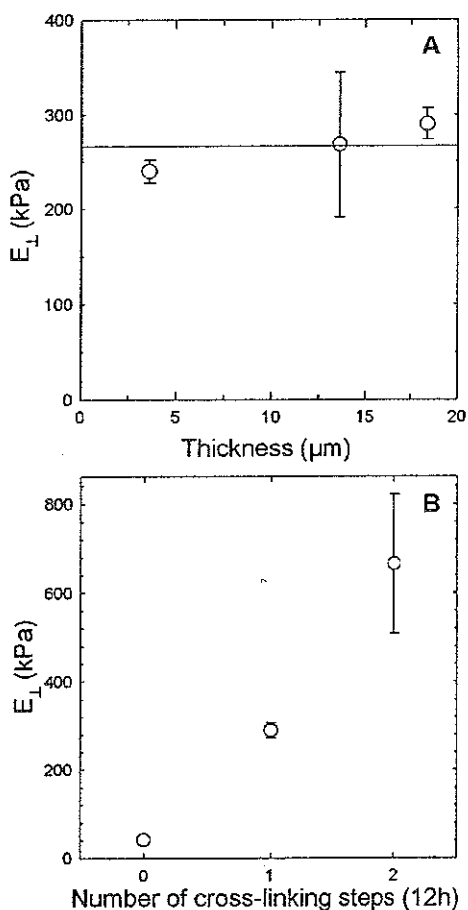 400
A
300
200
100
0
E⊥ (kPa)
0 5 10 15 20
Thickness (µm)
B
800
600
400
200
0
E⊥ (kPa)
0 1 2
Number of cross-linking steps (12h)